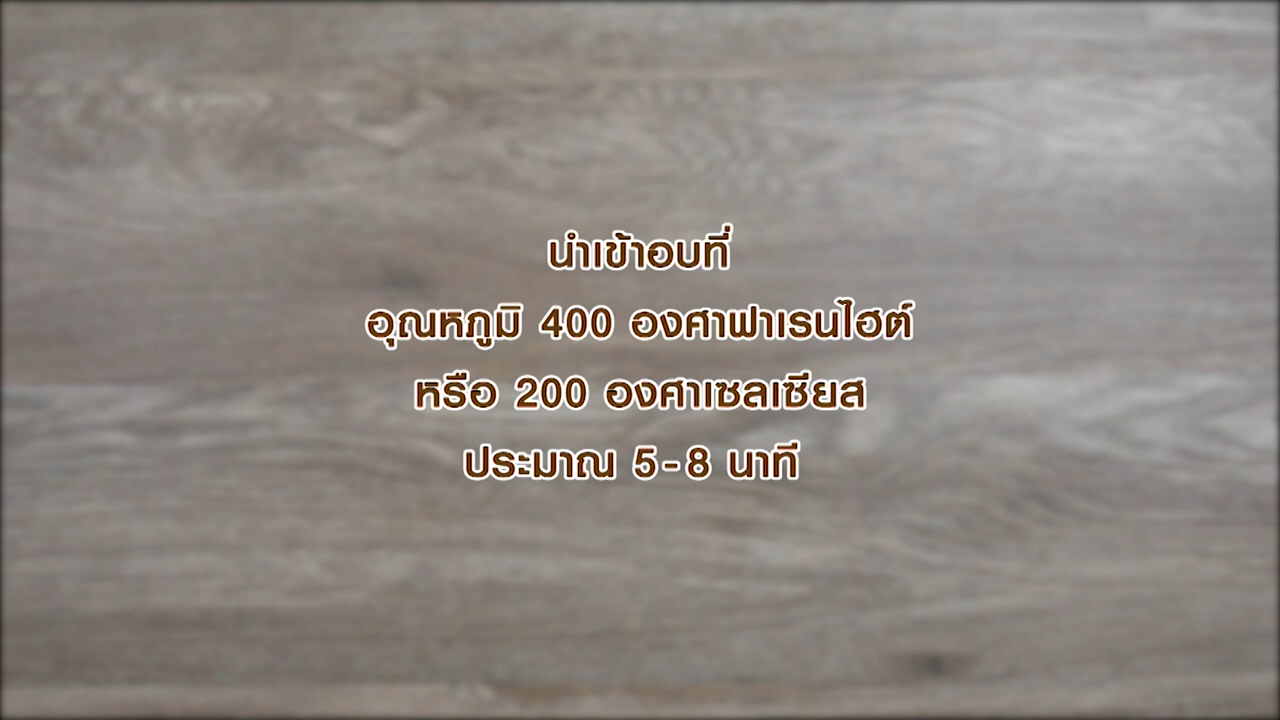 นำเข้าอบที่
อุณหภูมิ 400 องศาฟาเรนไฮต์
หรือ 200 องศาเซลเซียส
ประมาณ 5-8 นาที